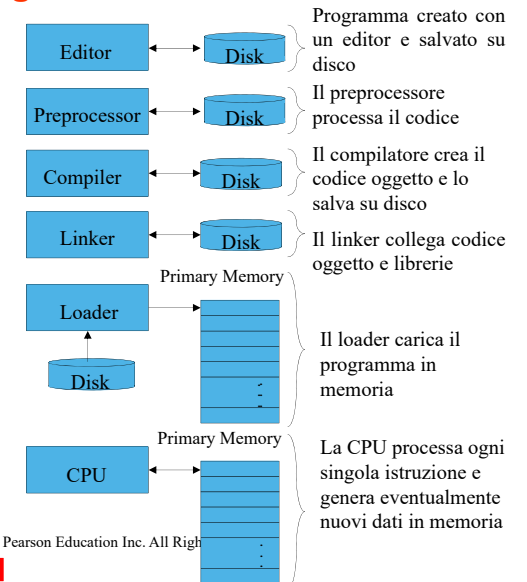 Editor
Disk
Programma creato con
un editor e salvato su
disco
Preprocessor
Disk
Il preprocessore
processa il codice
Compiler
Disk
Il compilatore crea il
codice oggetto e lo
salva su disco
Linker
Disk
Il linker collega codice
oggetto e librerie
Primary Memory
Loader
Disk
Il loader carica il
programma in
memoria
Primary Memory
CPU
La CPU processa ogni
singola istruzione e
genera eventualmente
nuovi dati in memoria
Pearson Education Inc. All Righ